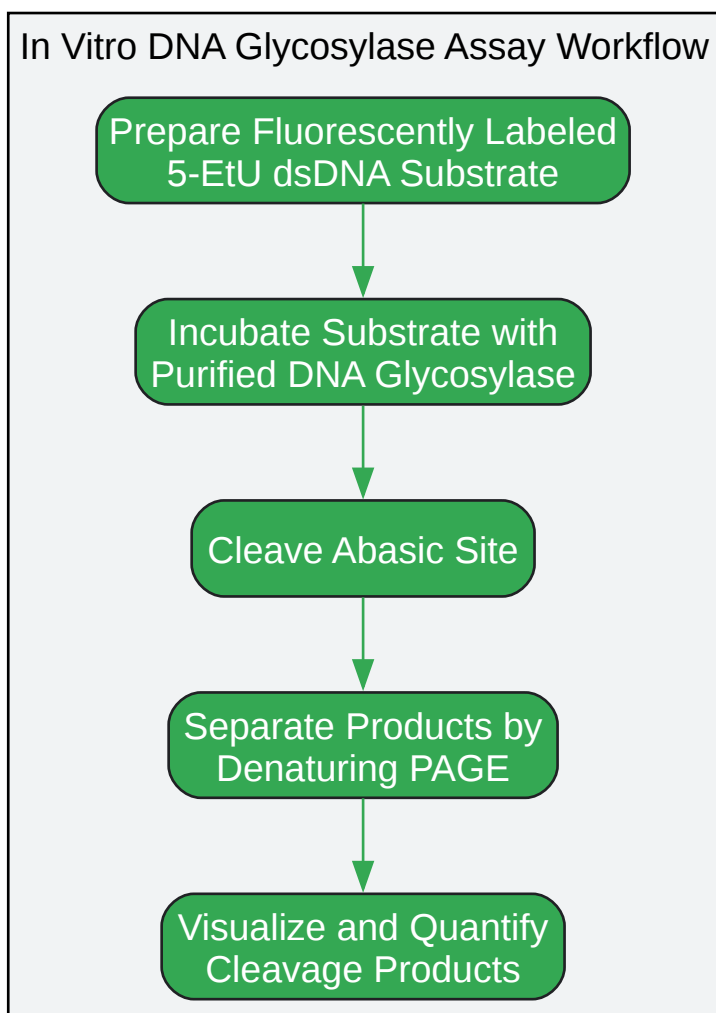 In Vitro DNA Glycosylase Assay Workflow
Prepare Fluorescently Labeled
5-EtU dsDNA Substrate
Incubate Substrate with
Purified DNA Glycosylase
Cleave Abasic Site
Separate Products by
Denaturing PAGE
Visualize and Quantify
Cleavage Products